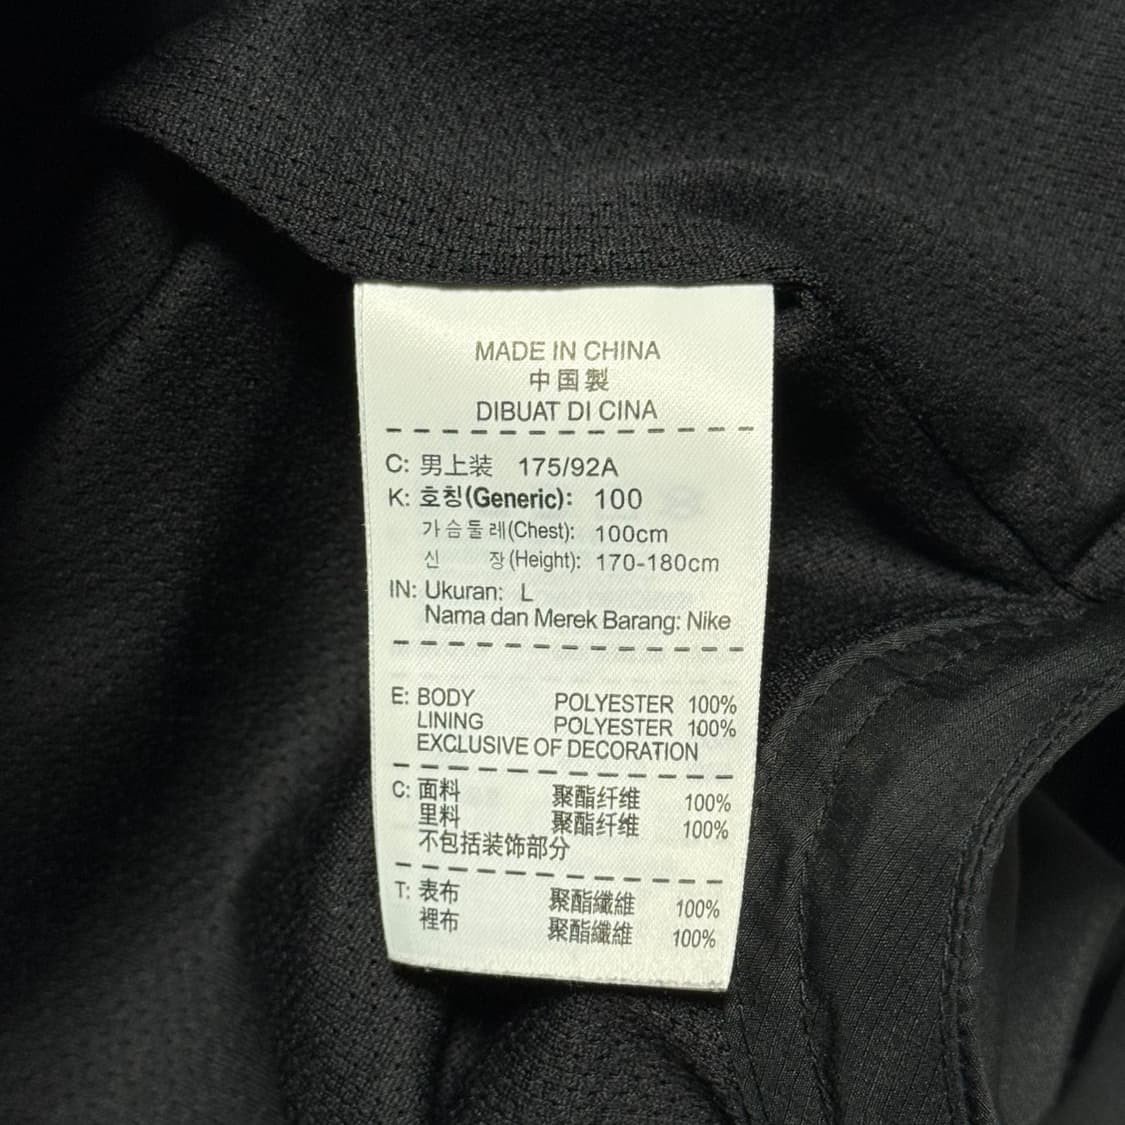 MADE IN CHINA
中国製
DIBUAT DI CINA
C: 男上装 175/92A
K: 호칭(Generic): 100
가슴둘레(Chest): 100cm
신 장(Height): 170-180cm
IN: Ukuran: L
Nama dan Merek Barang: Nike
E: BODY POLYESTER 100%
LINING POLYESTER 100%
EXCLUSIVE OF DECORATION
C: 面料 聚酯纤维 100%
里料 聚酯纤维 100%
不包括装饰部分
T: 表布 聚酯纖維 100%
裡布 聚酯纖維 100%